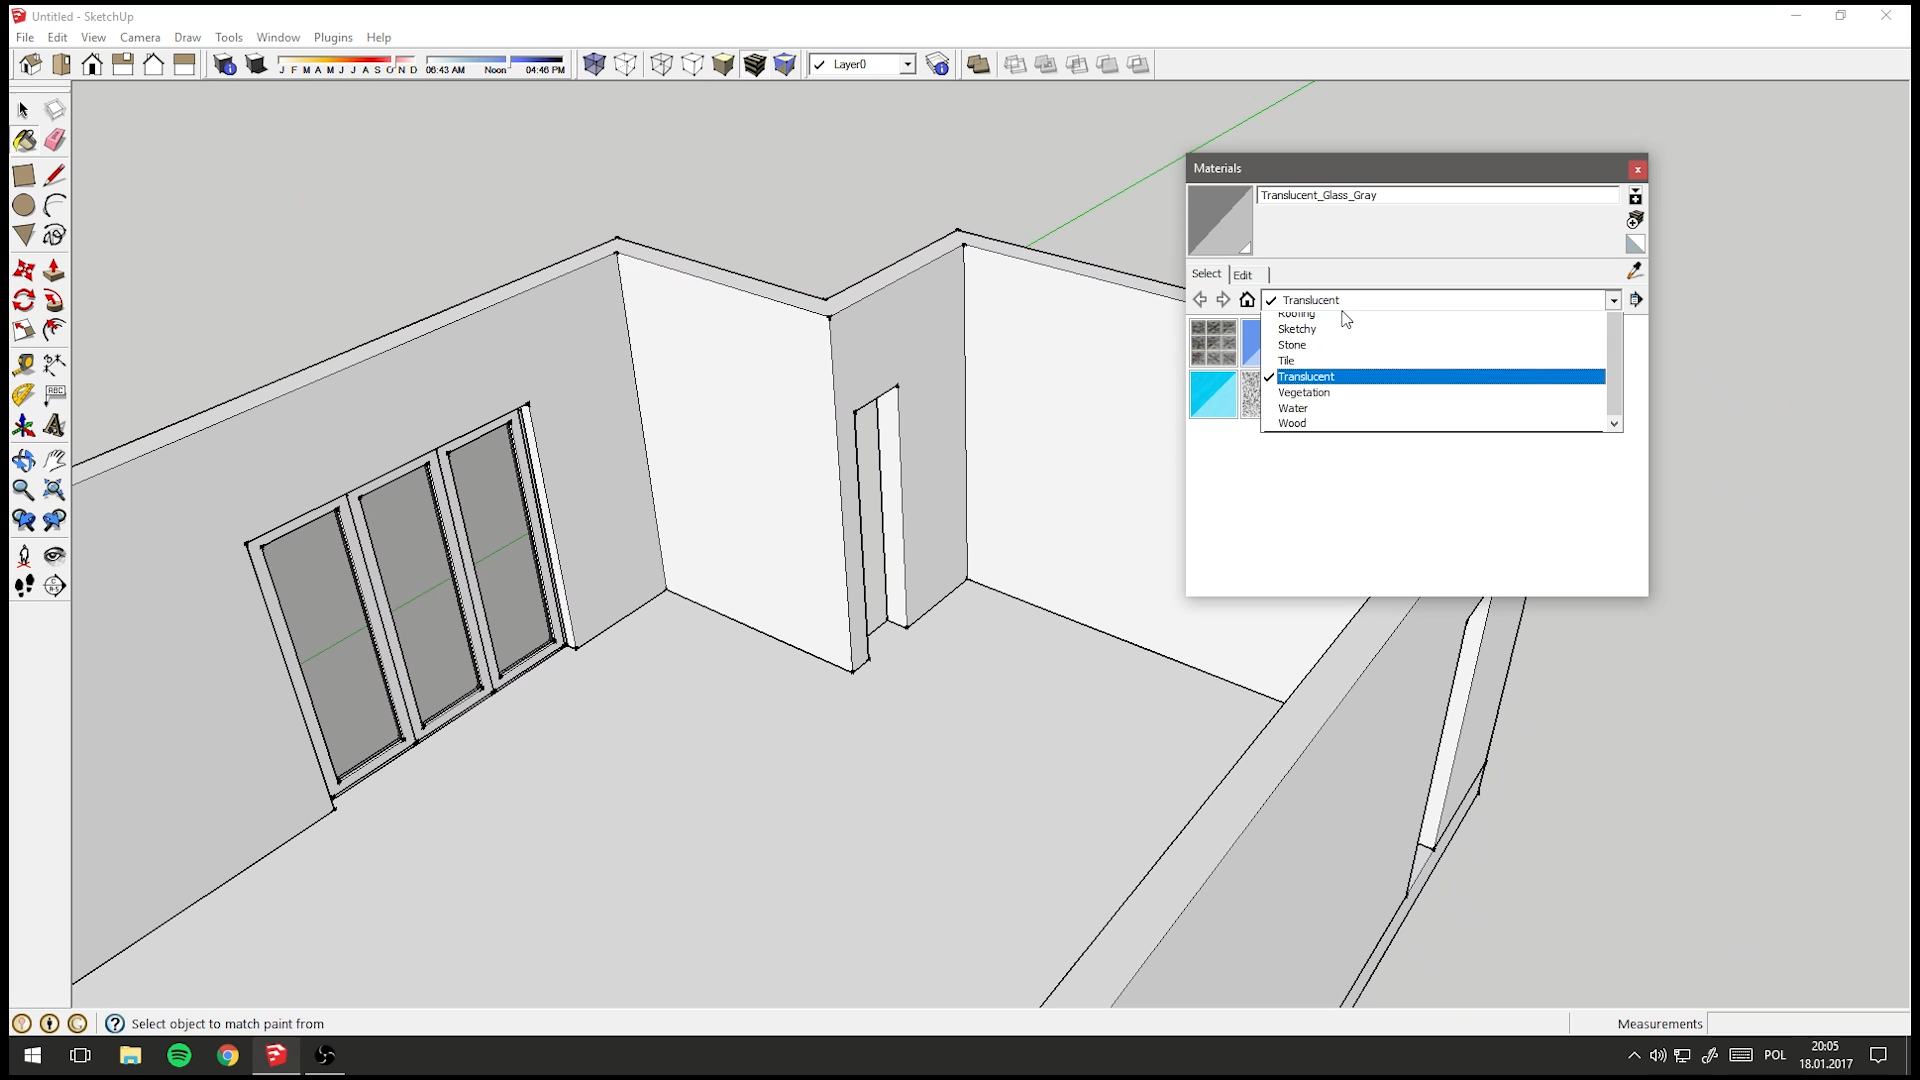 Untitled - SketchUp
File Edit View Camera Draw Tools Window Plugins Help
J F M A M J J A S O N D 06:43 AM Noon 04:46 PM
Layer0
Materials
Translucent_Glass_Gray
Select Edit
Translucent
Roofing
Sketchy
Stone
Tile
Translucent
Vegetation
Water
Wood
ABC
Select object to match paint from
Measurements
POL
20:05
18.01.2017